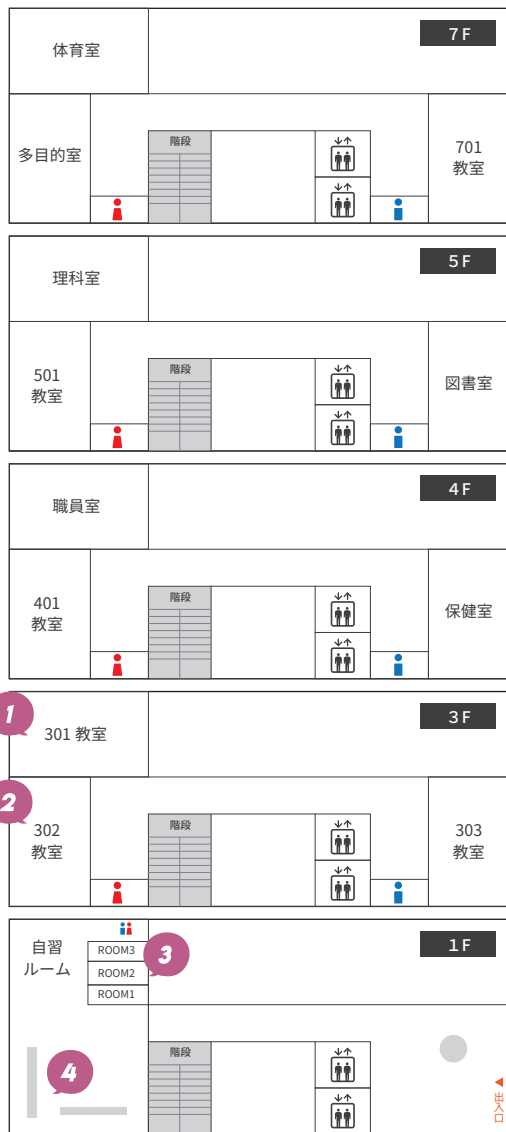 体育室
7F
多目的室
階段
701
教室
理科室
5F
501
教室
階段
図書室
職員室
4F
401
教室
階段
保健室
1
301 教室
3F
2
302
教室
階段
303
教室
自習
ルーム
ROOM3
ROOM2
ROOM1
3
1F
4
階段
出入口